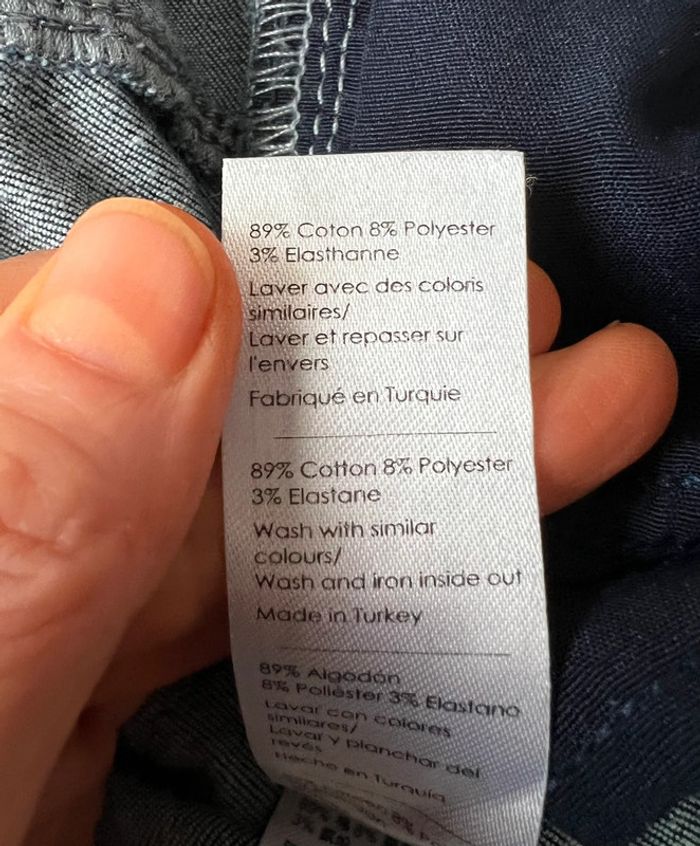 89% Coton 8% Polyester
3% Elasthanne
Laver avec des coloris
similaires/
Laver et repasser sur
l'envers
Fabriqué en Turquie
89% Cotton 8% Polyester
3% Elastane
Wash with similar
colours/
Wash and iron inside out
Made in Turkey
89% Algodón
8% Poliéster 3% Elastano
Lavar con colores
similares/
Lavar y planchar del
revés
Hecho en Turquía